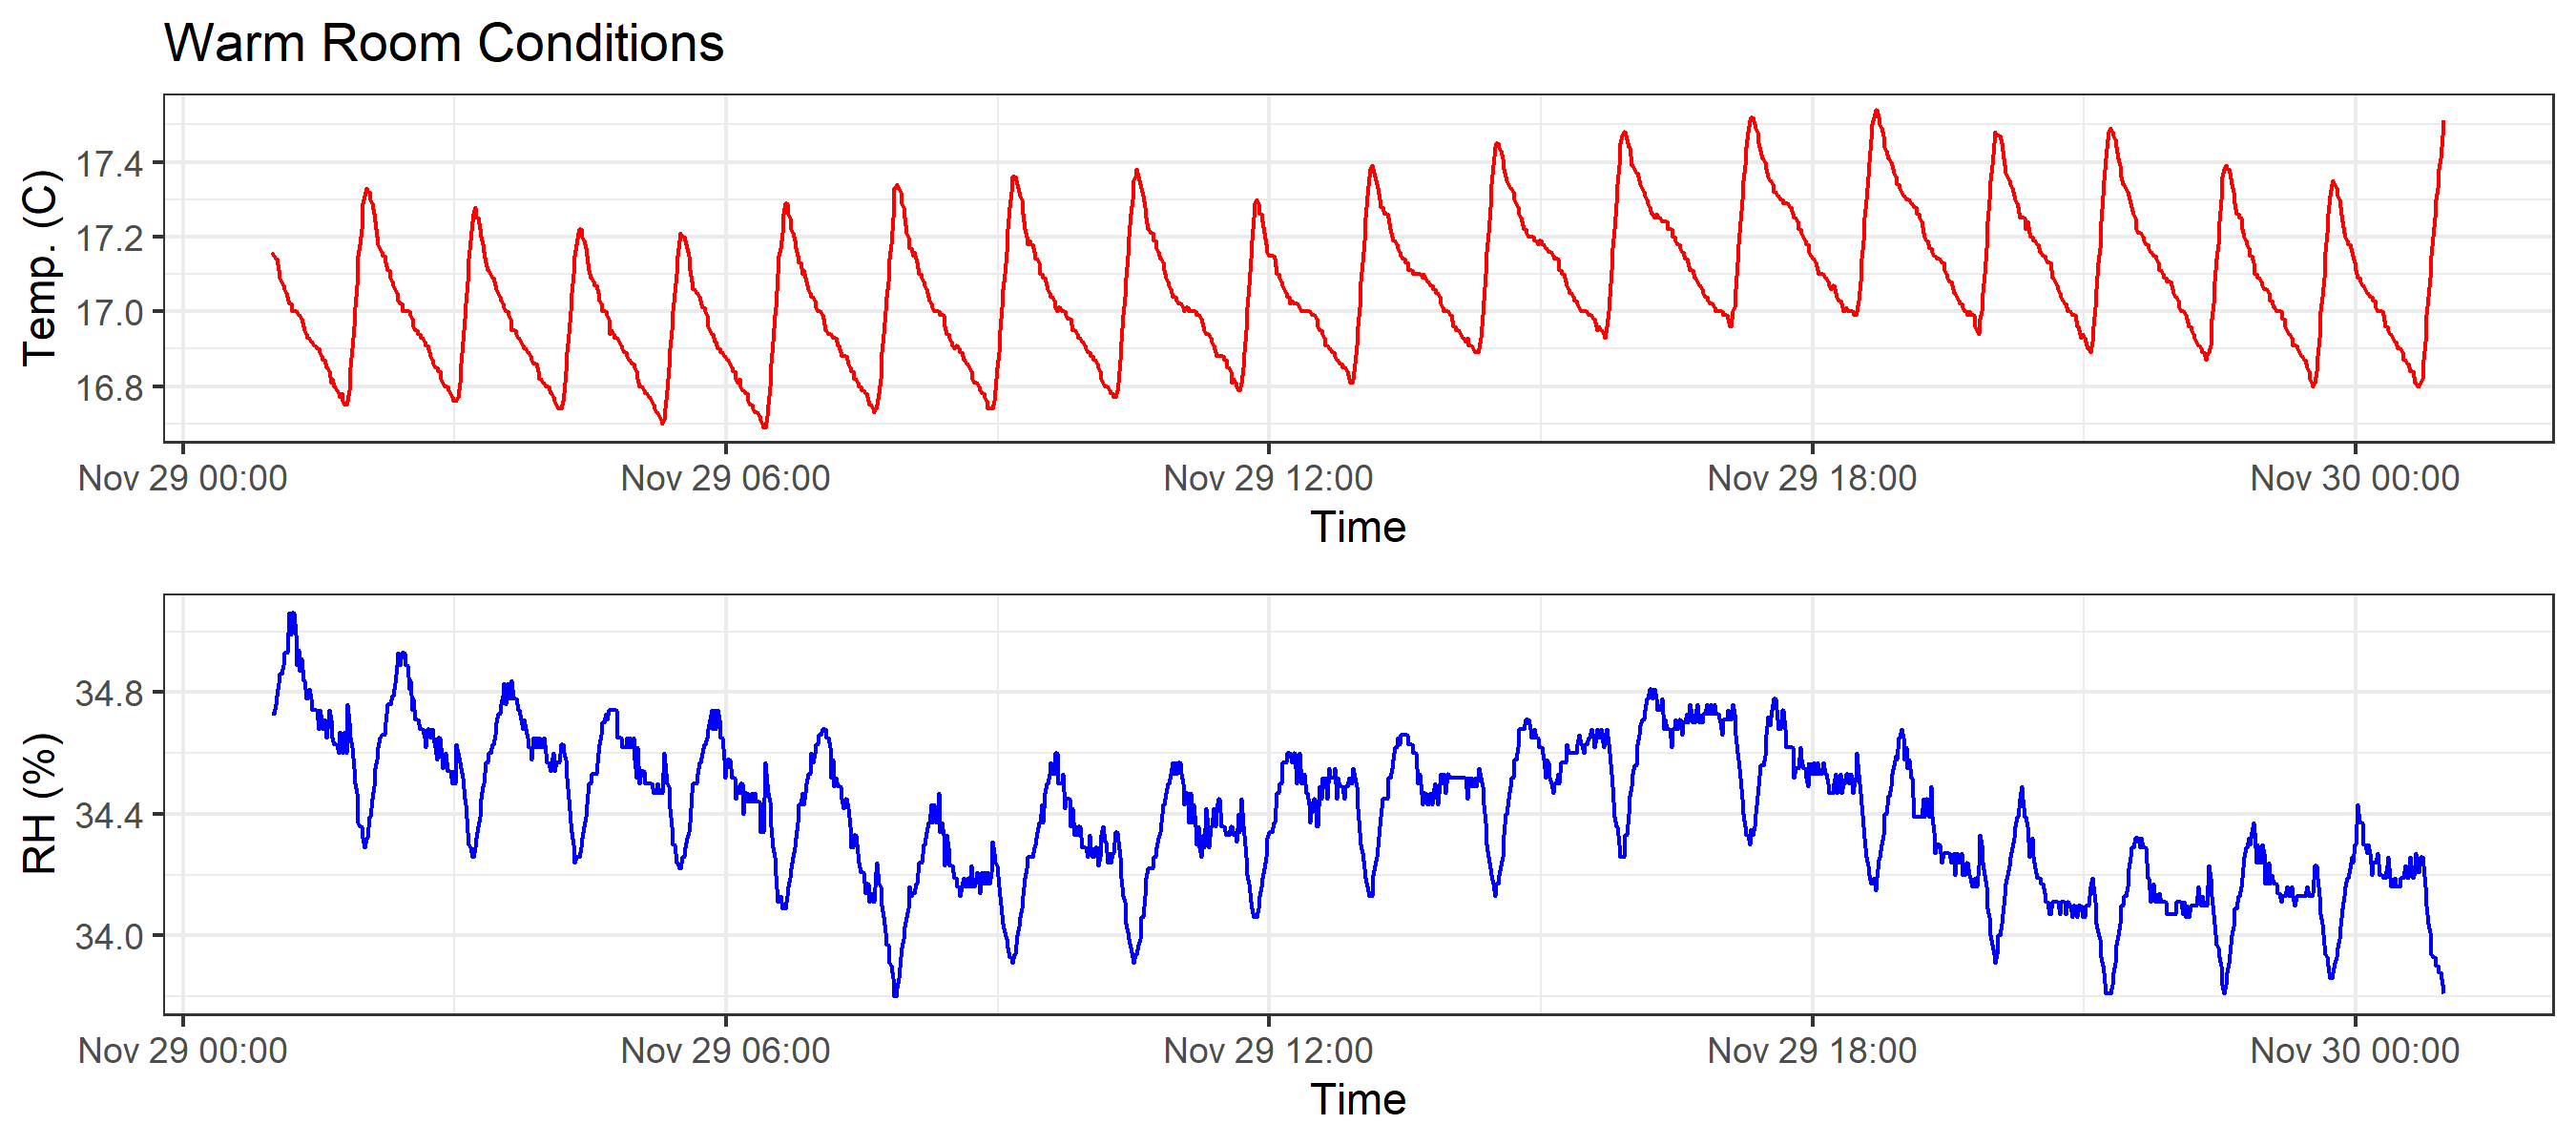 Warm Room Conditions
Temp. (C)
17.4
17.2
17.0
16.8
Nov 29 00:00 Nov 29 06:00 Nov 29 12:00 Nov 29 18:00 Nov 30 00:00
Time
RH (%)
34.8
34.4
34.0
Nov 29 00:00 Nov 29 06:00 Nov 29 12:00 Nov 29 18:00 Nov 30 00:00
Time